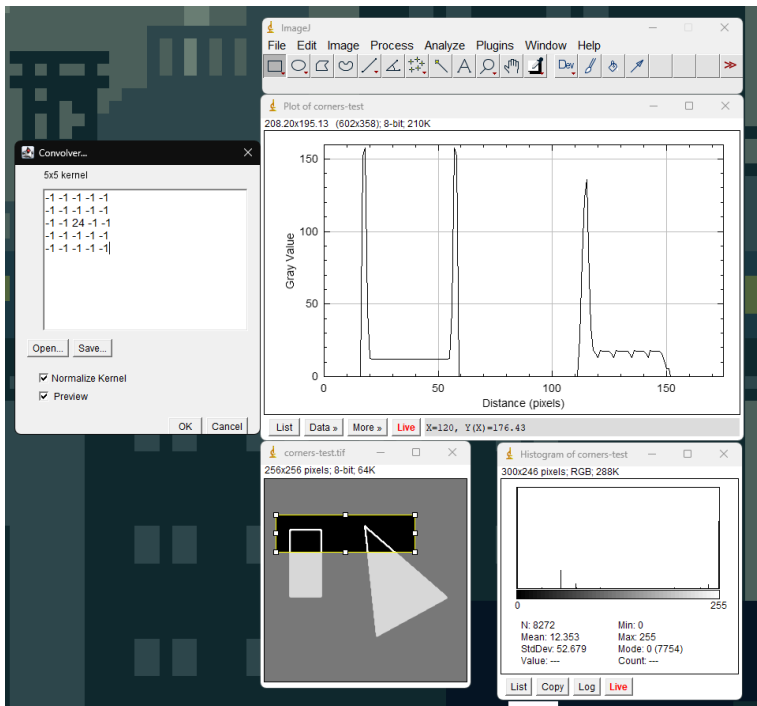 ImageJ
File Edit Image Process Analyze Plugins Window Help
Dev
Plot of corners-test
208.20x195.13 (602x358); 8-bit; 210K
150
100
50
0
Gray Value
0 50 100 150
Distance (pixels)
List Data » More » Live X=120, Y(X)=176.43
Convolver...
5x5 kernel
-1 -1 -1 -1 -1
-1 -1 -1 -1 -1
-1 -1 24 -1 -1
-1 -1 -1 -1 -1
-1 -1 -1 -1 -1
Open... Save...
Normalize Kernel
Preview
OK Cancel
corners-test.tif
256x256 pixels; 8-bit; 64K
Histogram of corners-test
300x246 pixels; RGB; 288K
0 255
N: 8272 Min: 0
Mean: 12.353 Max: 255
StdDev: 52.679 Mode: 0 (7754)
Value: --- Count: ---
List Copy Log Live